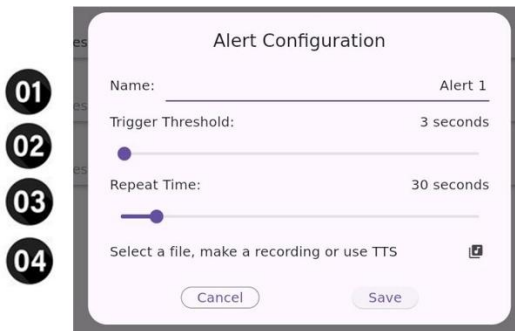 Alert Configuration
01
Name: Alert 1
Trigger Threshold: 3 seconds
02
03
Repeat Time: 30 seconds
04
Select a file, make a recording or use TTS
Cancel Save